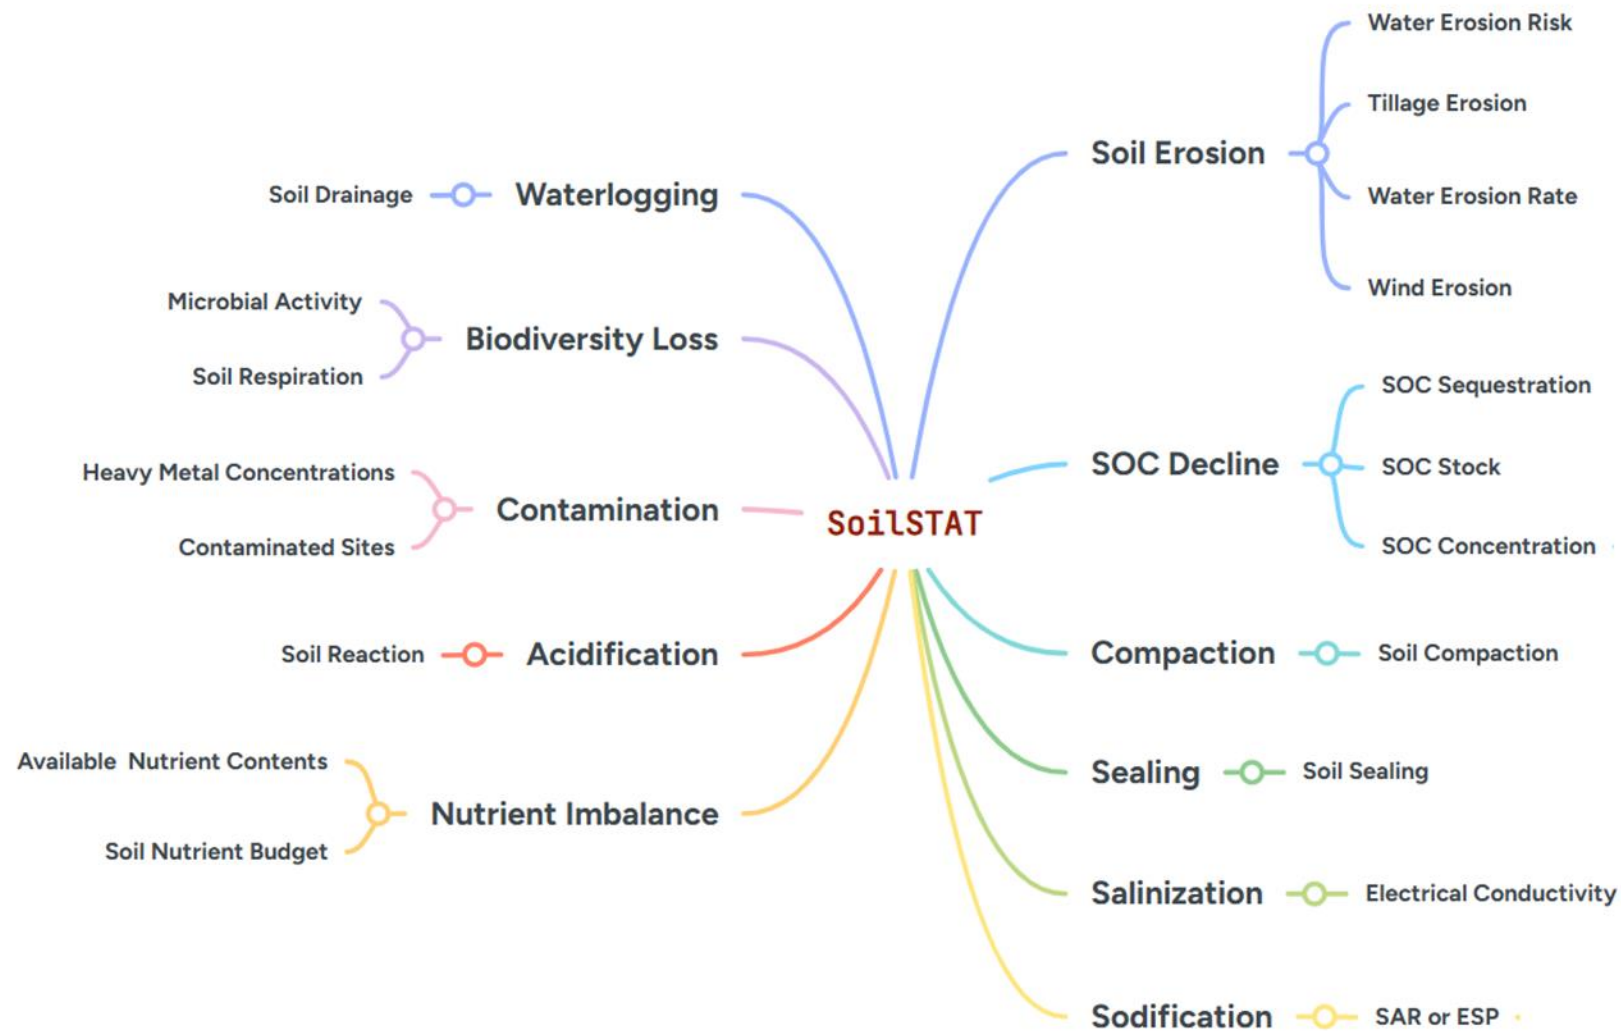 Waterlogging
Soil Drainage
Biodiversity Loss
Microbial Activity
Soil Respiration
Contamination
Heavy Metal Concentrations
Contaminated Sites
Acidification
Soil Reaction
Nutrient Imbalance
Available  Nutrient Contents
Soil Nutrient Budget
SoilSTAT
Soil Erosion
Water Erosion Risk
Tillage Erosion
Water Erosion Rate
Wind Erosion
SOC Decline
SOC Sequestration
SOC Stock
SOC Concentration
Compaction
Soil Compaction
Sealing
Soil Sealing
Salinization
Electrical Conductivity
Sodification
SAR or ESP